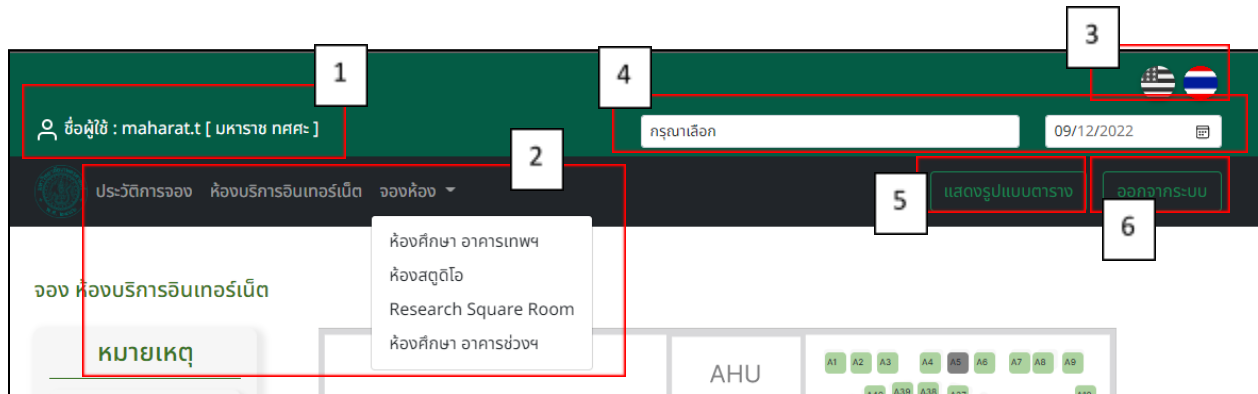 3
1
4
ชื่อผู้ใช้ : maharat.t [ มหาราช ทศศะ ]
กรุณาเลือก
09/12/2022
2
ประวัติการจอง ห้องบริการอินเทอร์เน็ต จองห้อง
5
แสดงรูปแบบตาราง
ออกจากระบบ
6
ห้องศึกษา อาคารเทพฯ
ห้องสตูดิโอ
Research Square Room
ห้องศึกษา อาคารช่วงฯ
จอง ห้องบริการอินเทอร์เน็ต
หมายเหตุ
AHU
A1 A2 A3 A4 A5 A6 A7 A8 A9
A39 A38